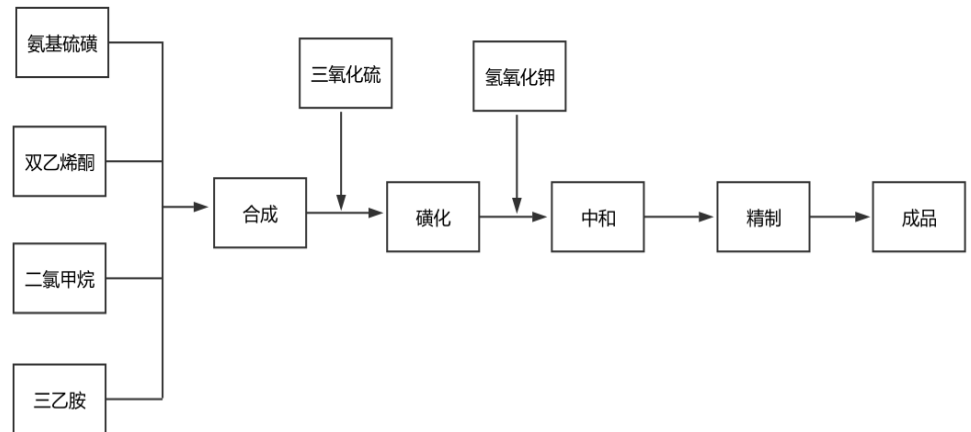 氨基硫磺
双乙烯酮
二氯甲烷
三乙胺
合成
三氧化硫
磺化
氢氧化钾
中和
精制
成品